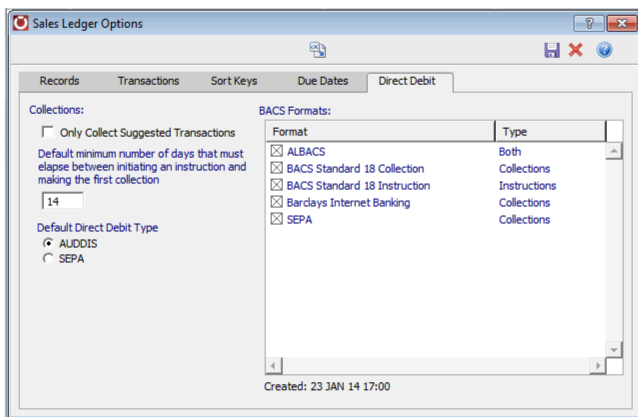 Sales Ledger Options
Records Transactions Sort Keys Due Dates Direct Debit
Collections:
Only Collect Suggested Transactions
Default minimum number of days that must
elapse between initiating an instruction and
making the first collection
14
Default Direct Debit Type
AUDDIS
SEPA
BACS Formats:
Format Type
ALBACS Both
BACS Standard 18 Collection Collections
BACS Standard 18 Instruction Instructions
Barclays Internet Banking Collections
SEPA Collections
Created: 23 JAN 14 17:00